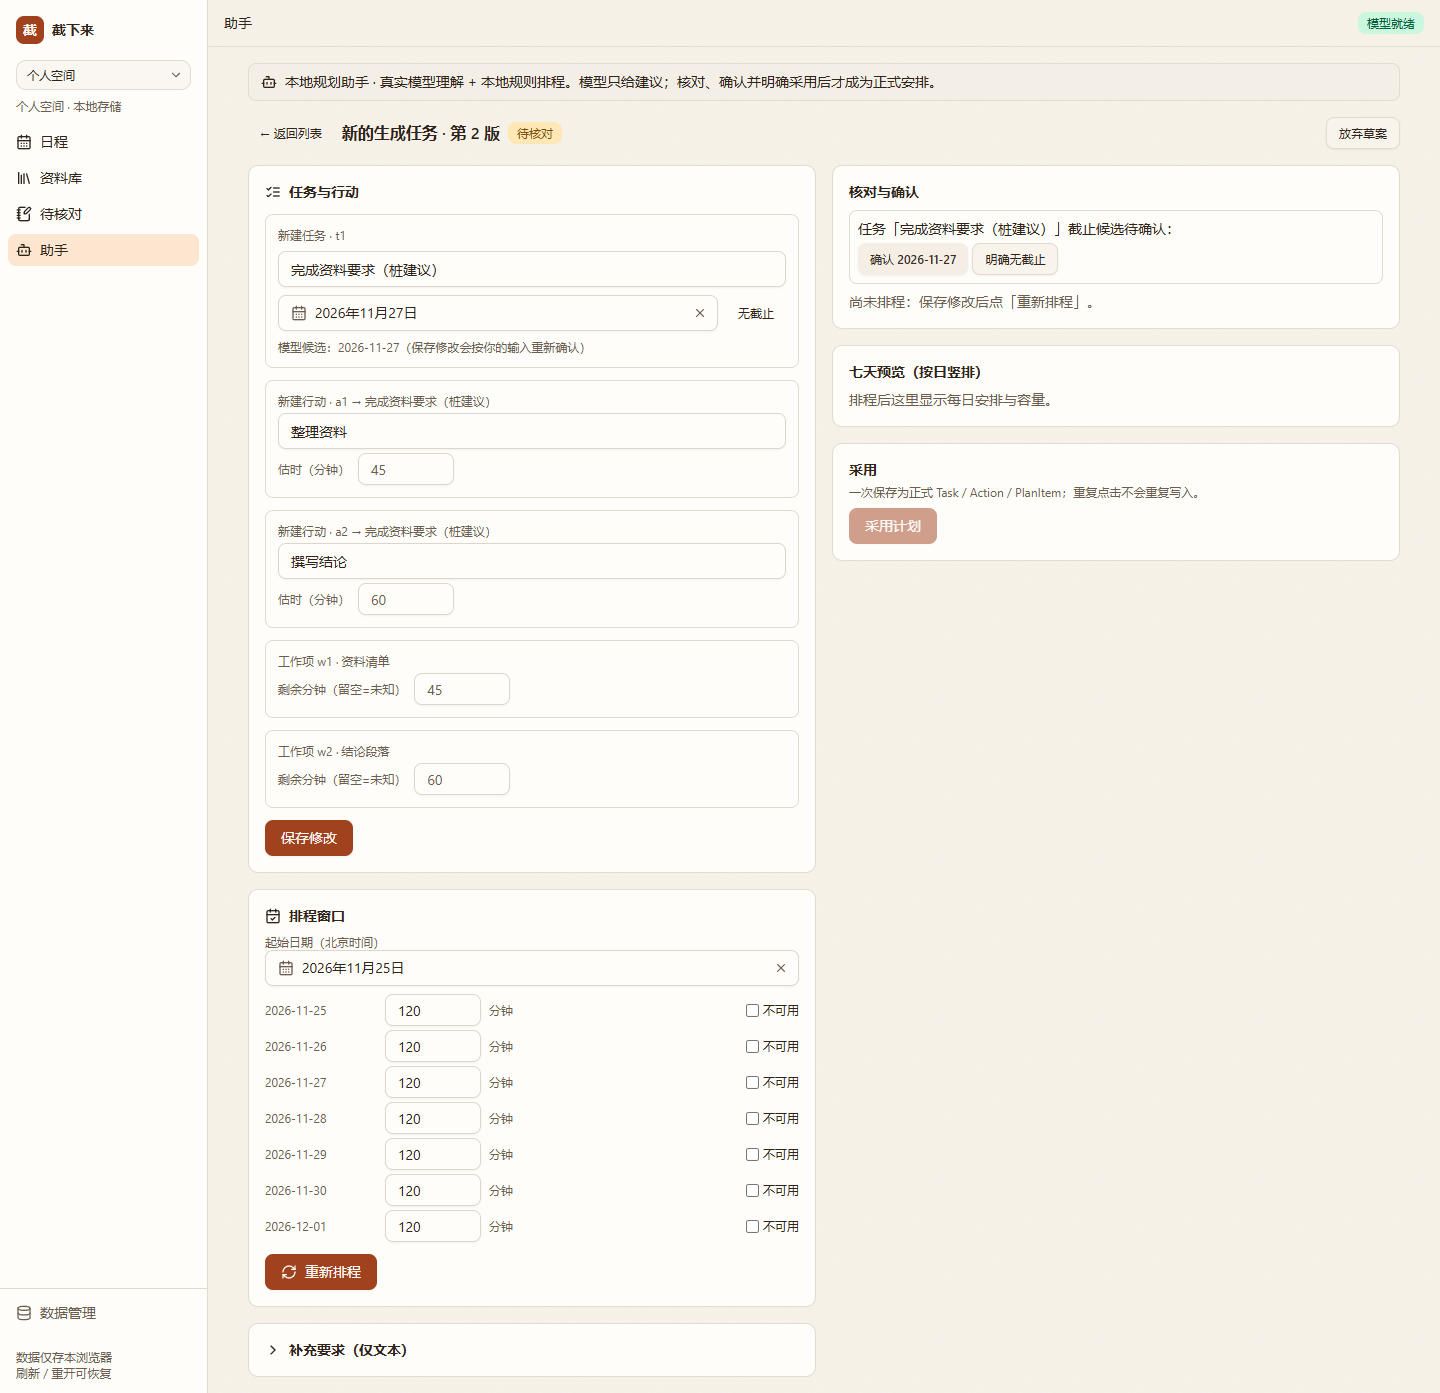 截 截下来
个人空间
个人空间 · 本地存储
日程
资料库
待核对
助手
数据管理
数据仅存本浏览器
刷新 / 重开可恢复
助手
模型就绪
本地规划助手 · 真实模型理解 + 本地规则排程。模型只给建议；核对、确认并明确采用后才成为正式安排。
← 返回列表
新的生成任务 · 第 2 版
待核对
放弃草案
任务与行动
新建任务 · t1
完成资料要求（桩建议）
2026年11月27日
无截止
模型候选：2026-11-27（保存修改会按你的输入重新确认）
新建行动 · a1 → 完成资料要求（桩建议）
整理资料
估时（分钟） 45
新建行动 · a2 → 完成资料要求（桩建议）
撰写结论
估时（分钟） 60
工作项 w1 · 资料清单
剩余分钟（留空=未知） 45
工作项 w2 · 结论段落
剩余分钟（留空=未知） 60
保存修改
排程窗口
起始日期（北京时间）
2026年11月25日
2026-11-25 120 分钟 不可用
2026-11-26 120 分钟 不可用
2026-11-27 120 分钟 不可用
2026-11-28 120 分钟 不可用
2026-11-29 120 分钟 不可用
2026-11-30 120 分钟 不可用
2026-12-01 120 分钟 不可用
重新排程
补充要求（仅文本）
核对与确认
任务「完成资料要求（桩建议）」截止候选待确认：
确认 2026-11-27
明确无截止
尚未排程：保存修改后点「重新排程」。
七天预览（按日竖排）
排程后这里显示每日安排与容量。
采用
一次保存为正式 Task / Action / PlanItem；重复点击不会重复写入。
采用计划